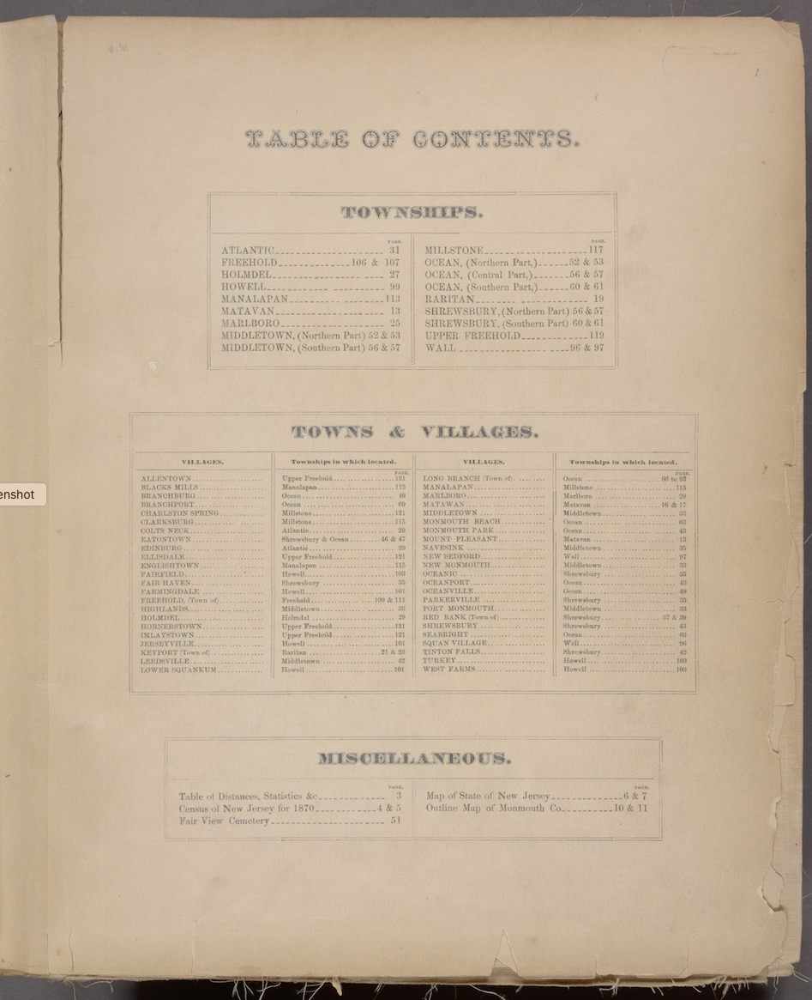 TABLE OF CONTENTS.
TOWNSHIPS.
PAGE.
ATLANTIC 31
FREEHOLD 106 & 107
HOLMDEL 27
HOWELL 99
MANALAPAN 113
MATAVAN 13
MARLBORO 25
MIDDLETOWN, (Northern Part) 52 & 53
MIDDLETOWN, (Southern Part) 56 & 57
PAGE.
MILLSTONE 117
OCEAN, (Northern Part,) 52 & 53
OCEAN, (Central Part,) 56 & 57
OCEAN, (Southern Part,) 60 & 61
RARITAN 19
SHREWSBURY, (Northern Part) 56 & 57
SHREWSBURY, (Southern Part) 60 & 61
UPPER FREEHOLD 119
WALL 96 & 97
TOWNS & VILLAGES.
VILLAGES. Townships in which located.
PAGE.
ALLENTOWN Upper Freehold 121
BLACKS MILLS Manalapan 115
BRANCHBURG Ocean 49
BRANCHPORT Ocean 69
CHARLSTON SPRING Millstone 121
CLARKSBURG Millstone 115
COLTS NECK Atlantic 29
EATONTOWN Shrewsbury & Ocean 46 & 47
EDINBURG Atlantic 29
ELLISDALE Upper Freehold 121
ENGLISHTOWN Manalapan 115
FAIRFIELD Howell 103
FAIR HAVEN Shrewsbury 35
FARMINGDALE Howell 101
FREEHOLD, (Town of) Freehold 109 & 111
HIGHLANDS Middletown 33
HOLMDEL Holmdel 29
HORNERSTOWN Upper Freehold 121
IMLAYSTOWN Upper Freehold 121
JERSEYVILLE Howell 101
KEYPORT (Town of) Raritan 21 & 23
LEEDSVILLE Middletown 42
LOWER SQUANKUM Howell 101
VILLAGES. Townships in which located.
PAGE.
LONG BRANCH (Town of) Ocean 66 to 93
MANALAPAN Millstone 115
MARLBORO Marlboro 29
MATAWAN Matavan 16 & 17
MIDDLETOWN Middletown 33
MONMOUTH BEACH Ocean 63
MONMOUTH PARK Ocean 43
MOUNT PLEASANT Matavan 13
NAVESINK Middletown 35
NEW BEDFORD Wall 97
NEW MONMOUTH Middletown 33
OCEANIC Shrewsbury 35
OCEANPORT Ocean 43
OCEANVILLE Ocean 49
PARKERVILLE Shrewsbury 35
PORT MONMOUTH Middletown 33
RED BANK (Town of) Shrewsbury 37 & 39
SHREWSBURY Shrewsbury 43
SEABRIGHT Ocean 63
SQUAN VILLAGE Wall 96
TINTON FALLS Shrewsbury 42
TURKEY Howell 103
WEST FARMS Howell 103
MISCELLANEOUS.
PAGE.
Table of Distances, Statistics &c 3
Census of New Jersey for 1870 4 & 5
Fair View Cemetery 51
PAGE.
Map of State of New Jersey 6 & 7
Outline Map of Monmouth Co 10 & 11
enshot